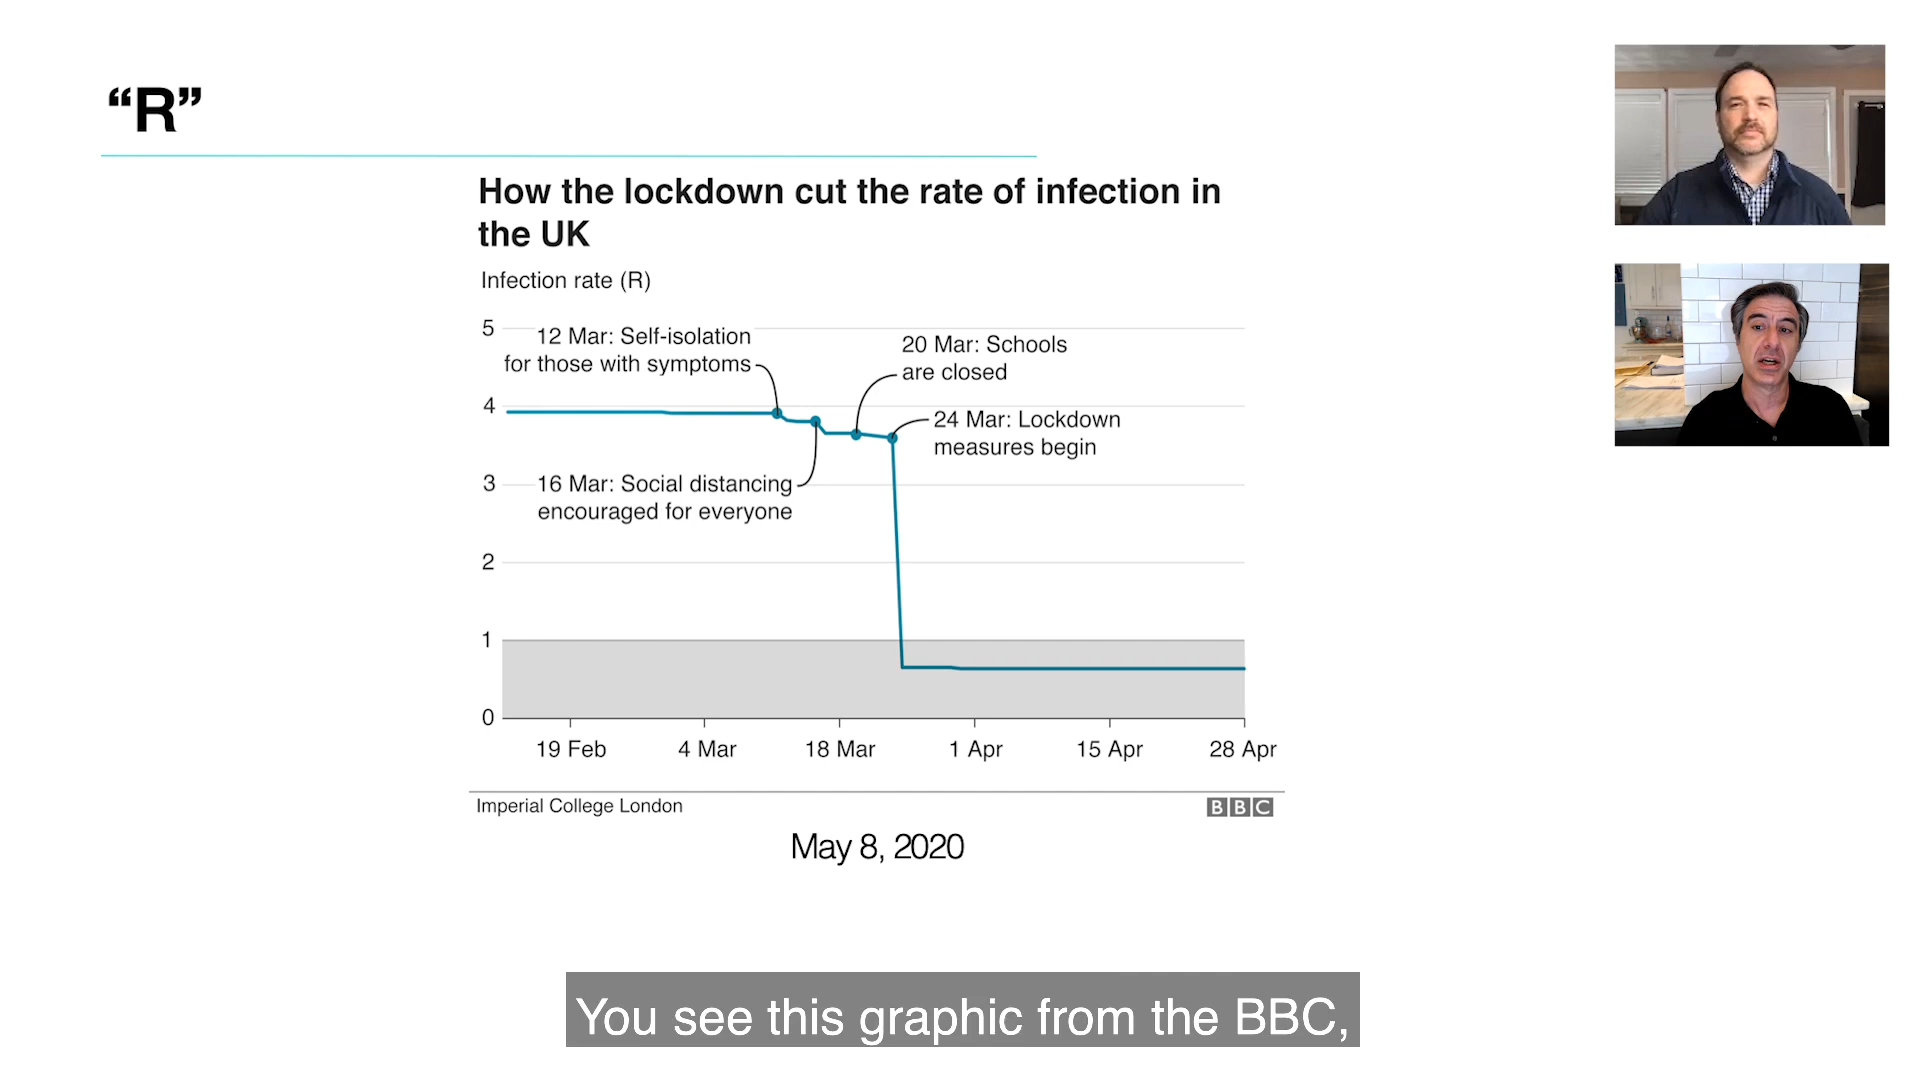 “R”
How the lockdown cut the rate of infection in
the UK
Infection rate (R)
5
12 Mar: Self-isolation
for those with symptoms
20 Mar: Schools
are closed
4
24 Mar: Lockdown
measures begin
3
16 Mar: Social distancing
encouraged for everyone
2
1
0
19 Feb 4 Mar 18 Mar 1 Apr 15 Apr 28 Apr
Imperial College London BBC
May 8, 2020
You see this graphic from the BBC,